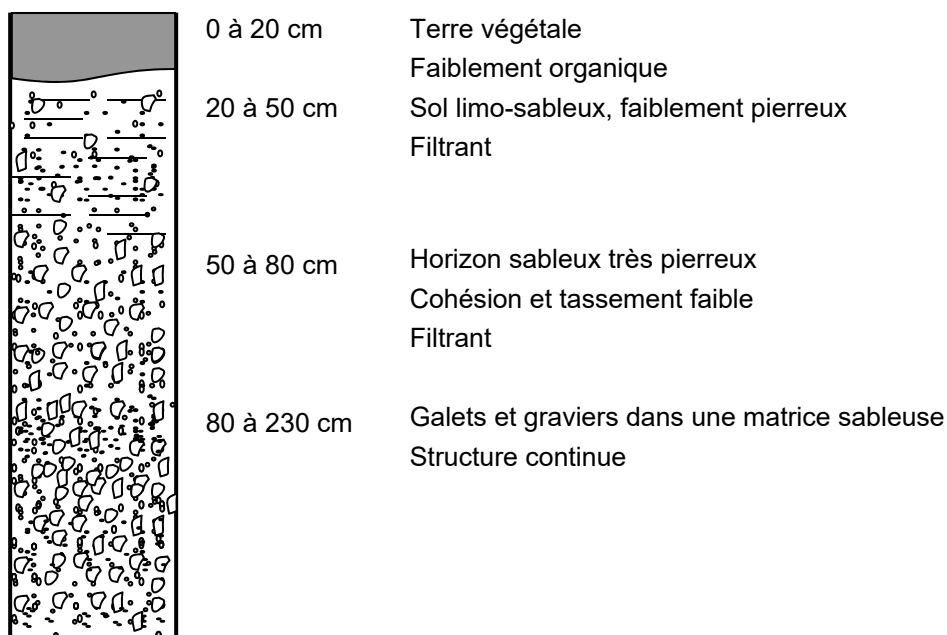 0 à 20 cm Terre végétale
Faiblement organique
20 à 50 cm Sol limo-sableux, faiblement pierreux
Filtrant
50 à 80 cm Horizon sableux très pierreux
Cohésion et tassement faible
Filtrant
80 à 230 cm Galets et graviers dans une matrice sableuse
Structure continue